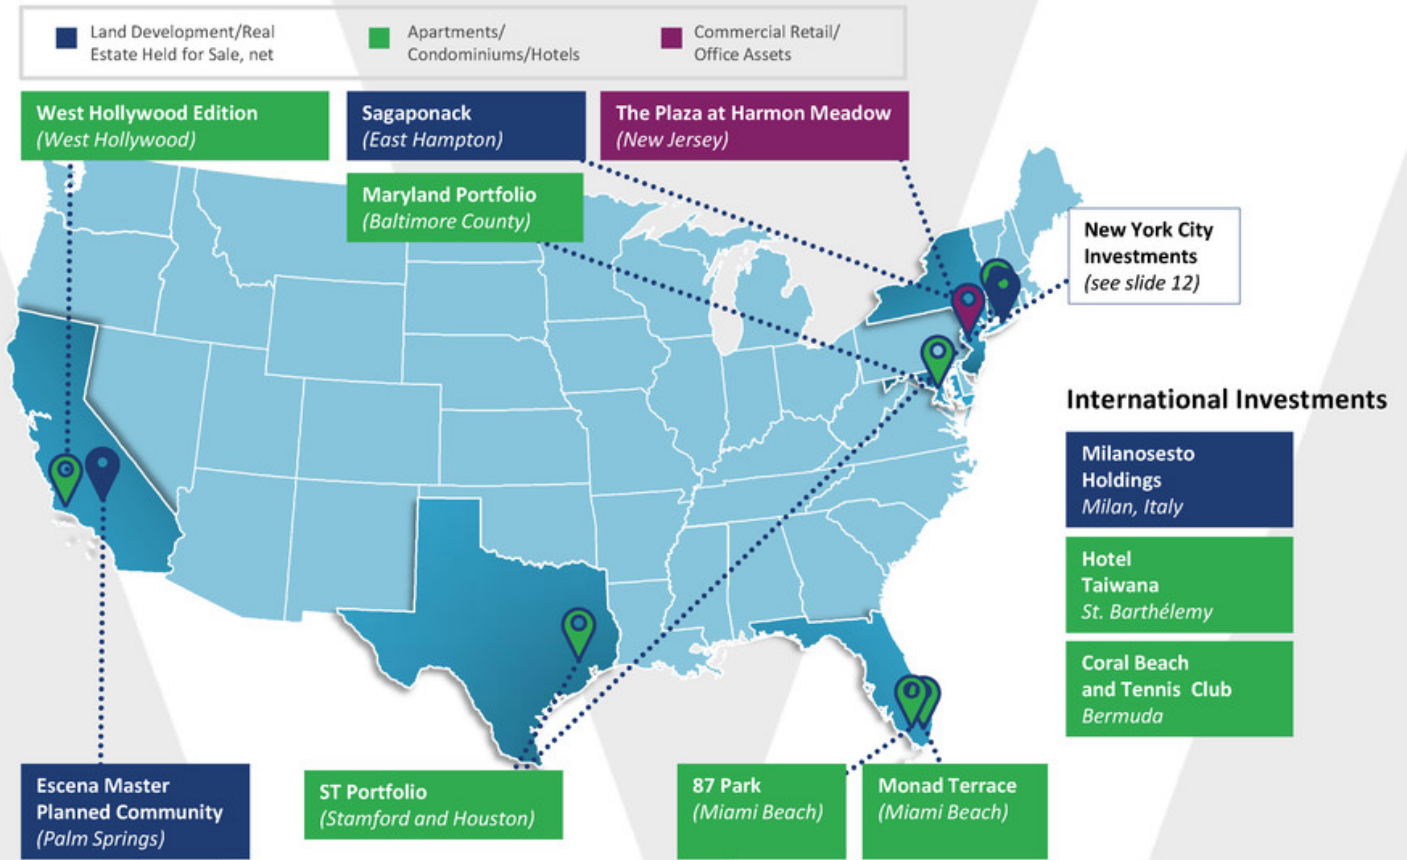 Land Development/Real
Estate Held for Sale, net
Apartments/
Condominiums/Hotels
Commercial Retail/
Office Assets
West Hollywood Edition
(West Hollywood)
Sagaponack
(East Hampton)
The Plaza at Harmon Meadow
(New Jersey)
Maryland Portfolio
(Baltimore County)
New York City
Investments
(see slide 12)
International Investments
Milanosesto
Holdings
Milan, Italy
Hotel
Taiwana
St. Barthélemy
Coral Beach
and Tennis Club
Bermuda
Escena Master
Planned Community
(Palm Springs)
ST Portfolio
(Stamford and Houston)
87 Park
(Miami Beach)
Monad Terrace
(Miami Beach)